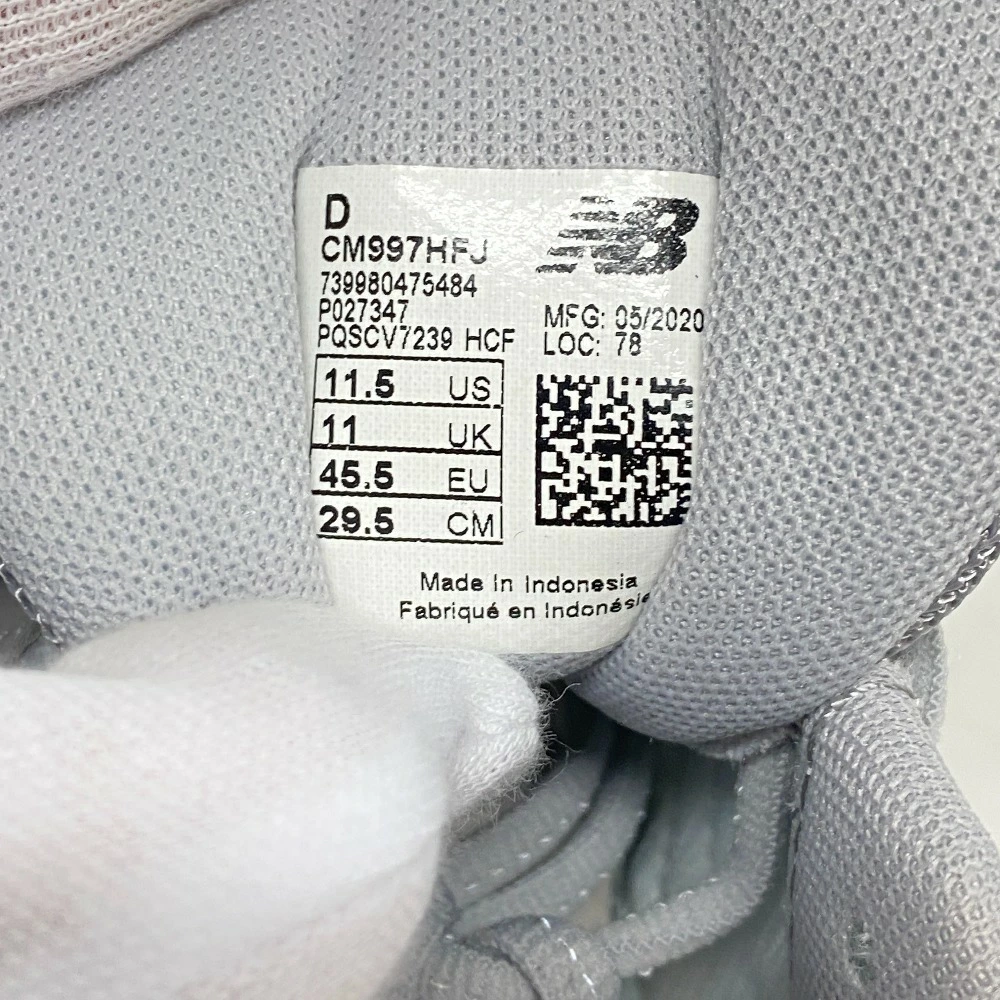 D
NB
CM997HFJ
739980475484
P027347
PQSCV7239 HCF
MFG: 05/2020
LOC: 78
11.5 US
11 UK
45.5 EU
29.5 CM
Made In Indonesia
Fabriqué en Indonésie